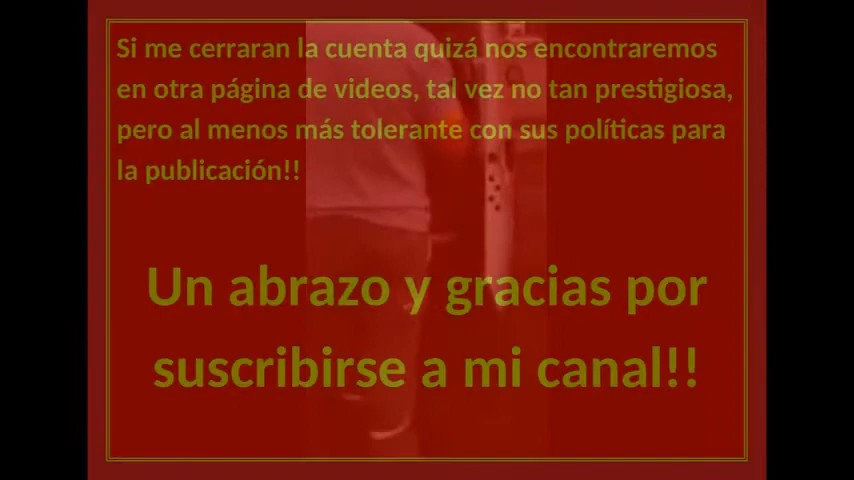 Si me cerraran la cuenta quizá nos encontraremos
en otra página de videos, tal vez no tan prestigiosa,
pero al menos más tolerante con sus políticas para
la publicación!!
Un abrazo y gracias por
suscribirse a mi canal!!